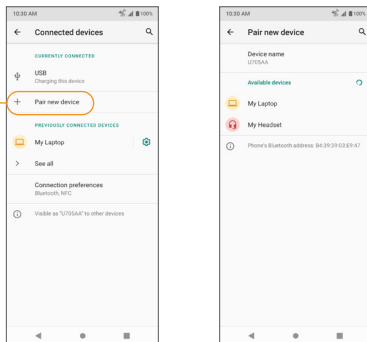 10:30 AM
100%
Connected devices
CURRENTLY CONNECTED
USB
Charging this device
Pair new device
PREVIOUSLY CONNECTED DEVICES
My Laptop
See all
Connection preferences
Bluetooth, NFC
Visible as "U705AA" to other devices
10:30 AM
100%
Pair new device
Device name
U705AA
Available devices
My Laptop
My Headset
Phone's Bluetooth address: B4:39:39:03:E9:47